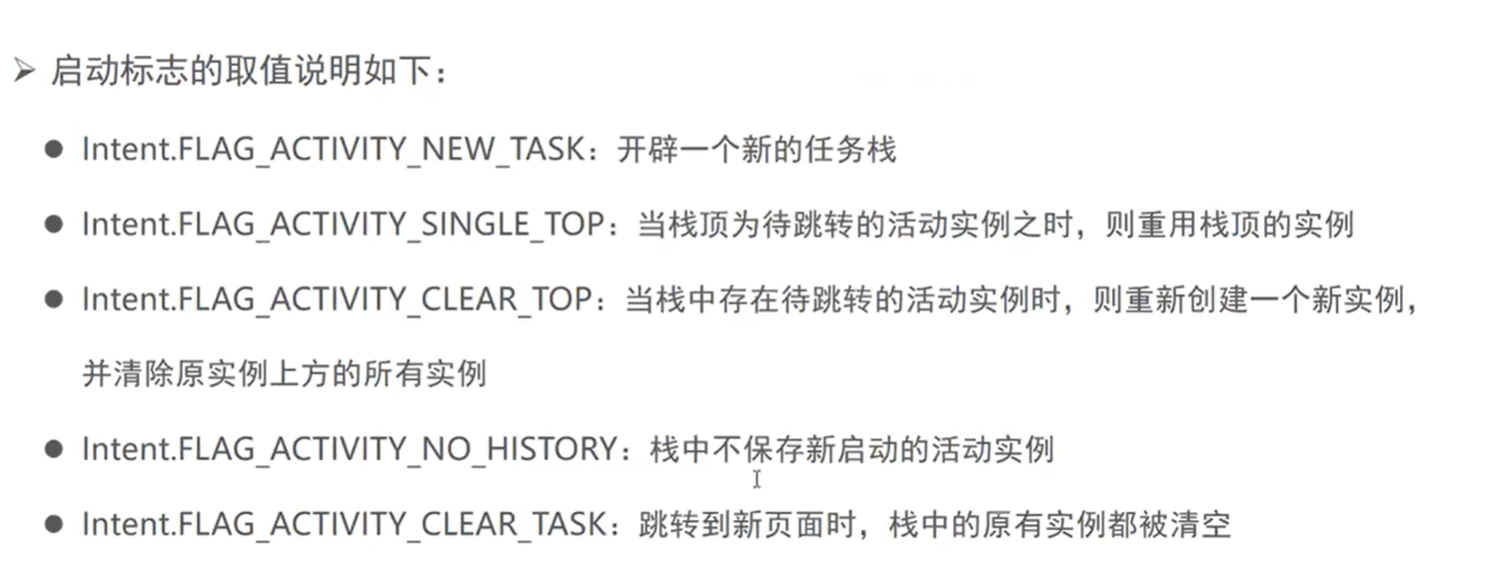 ➢ 启动标志的取值说明如下：
● Intent.FLAG_ACTIVITY_NEW_TASK：开辟一个新的任务栈
● Intent.FLAG_ACTIVITY_SINGLE_TOP：当栈顶为待跳转的活动实例之时，则重用栈顶的实例
● Intent.FLAG_ACTIVITY_CLEAR_TOP：当栈中存在待跳转的活动实例时，则重新创建一个新实例，
并清除原实例上方的所有实例
● Intent.FLAG_ACTIVITY_NO_HISTORY：栈中不保存新启动的活动实例
● Intent.FLAG_ACTIVITY_CLEAR_TASK：跳转到新页面时，栈中的原有实例都被清空